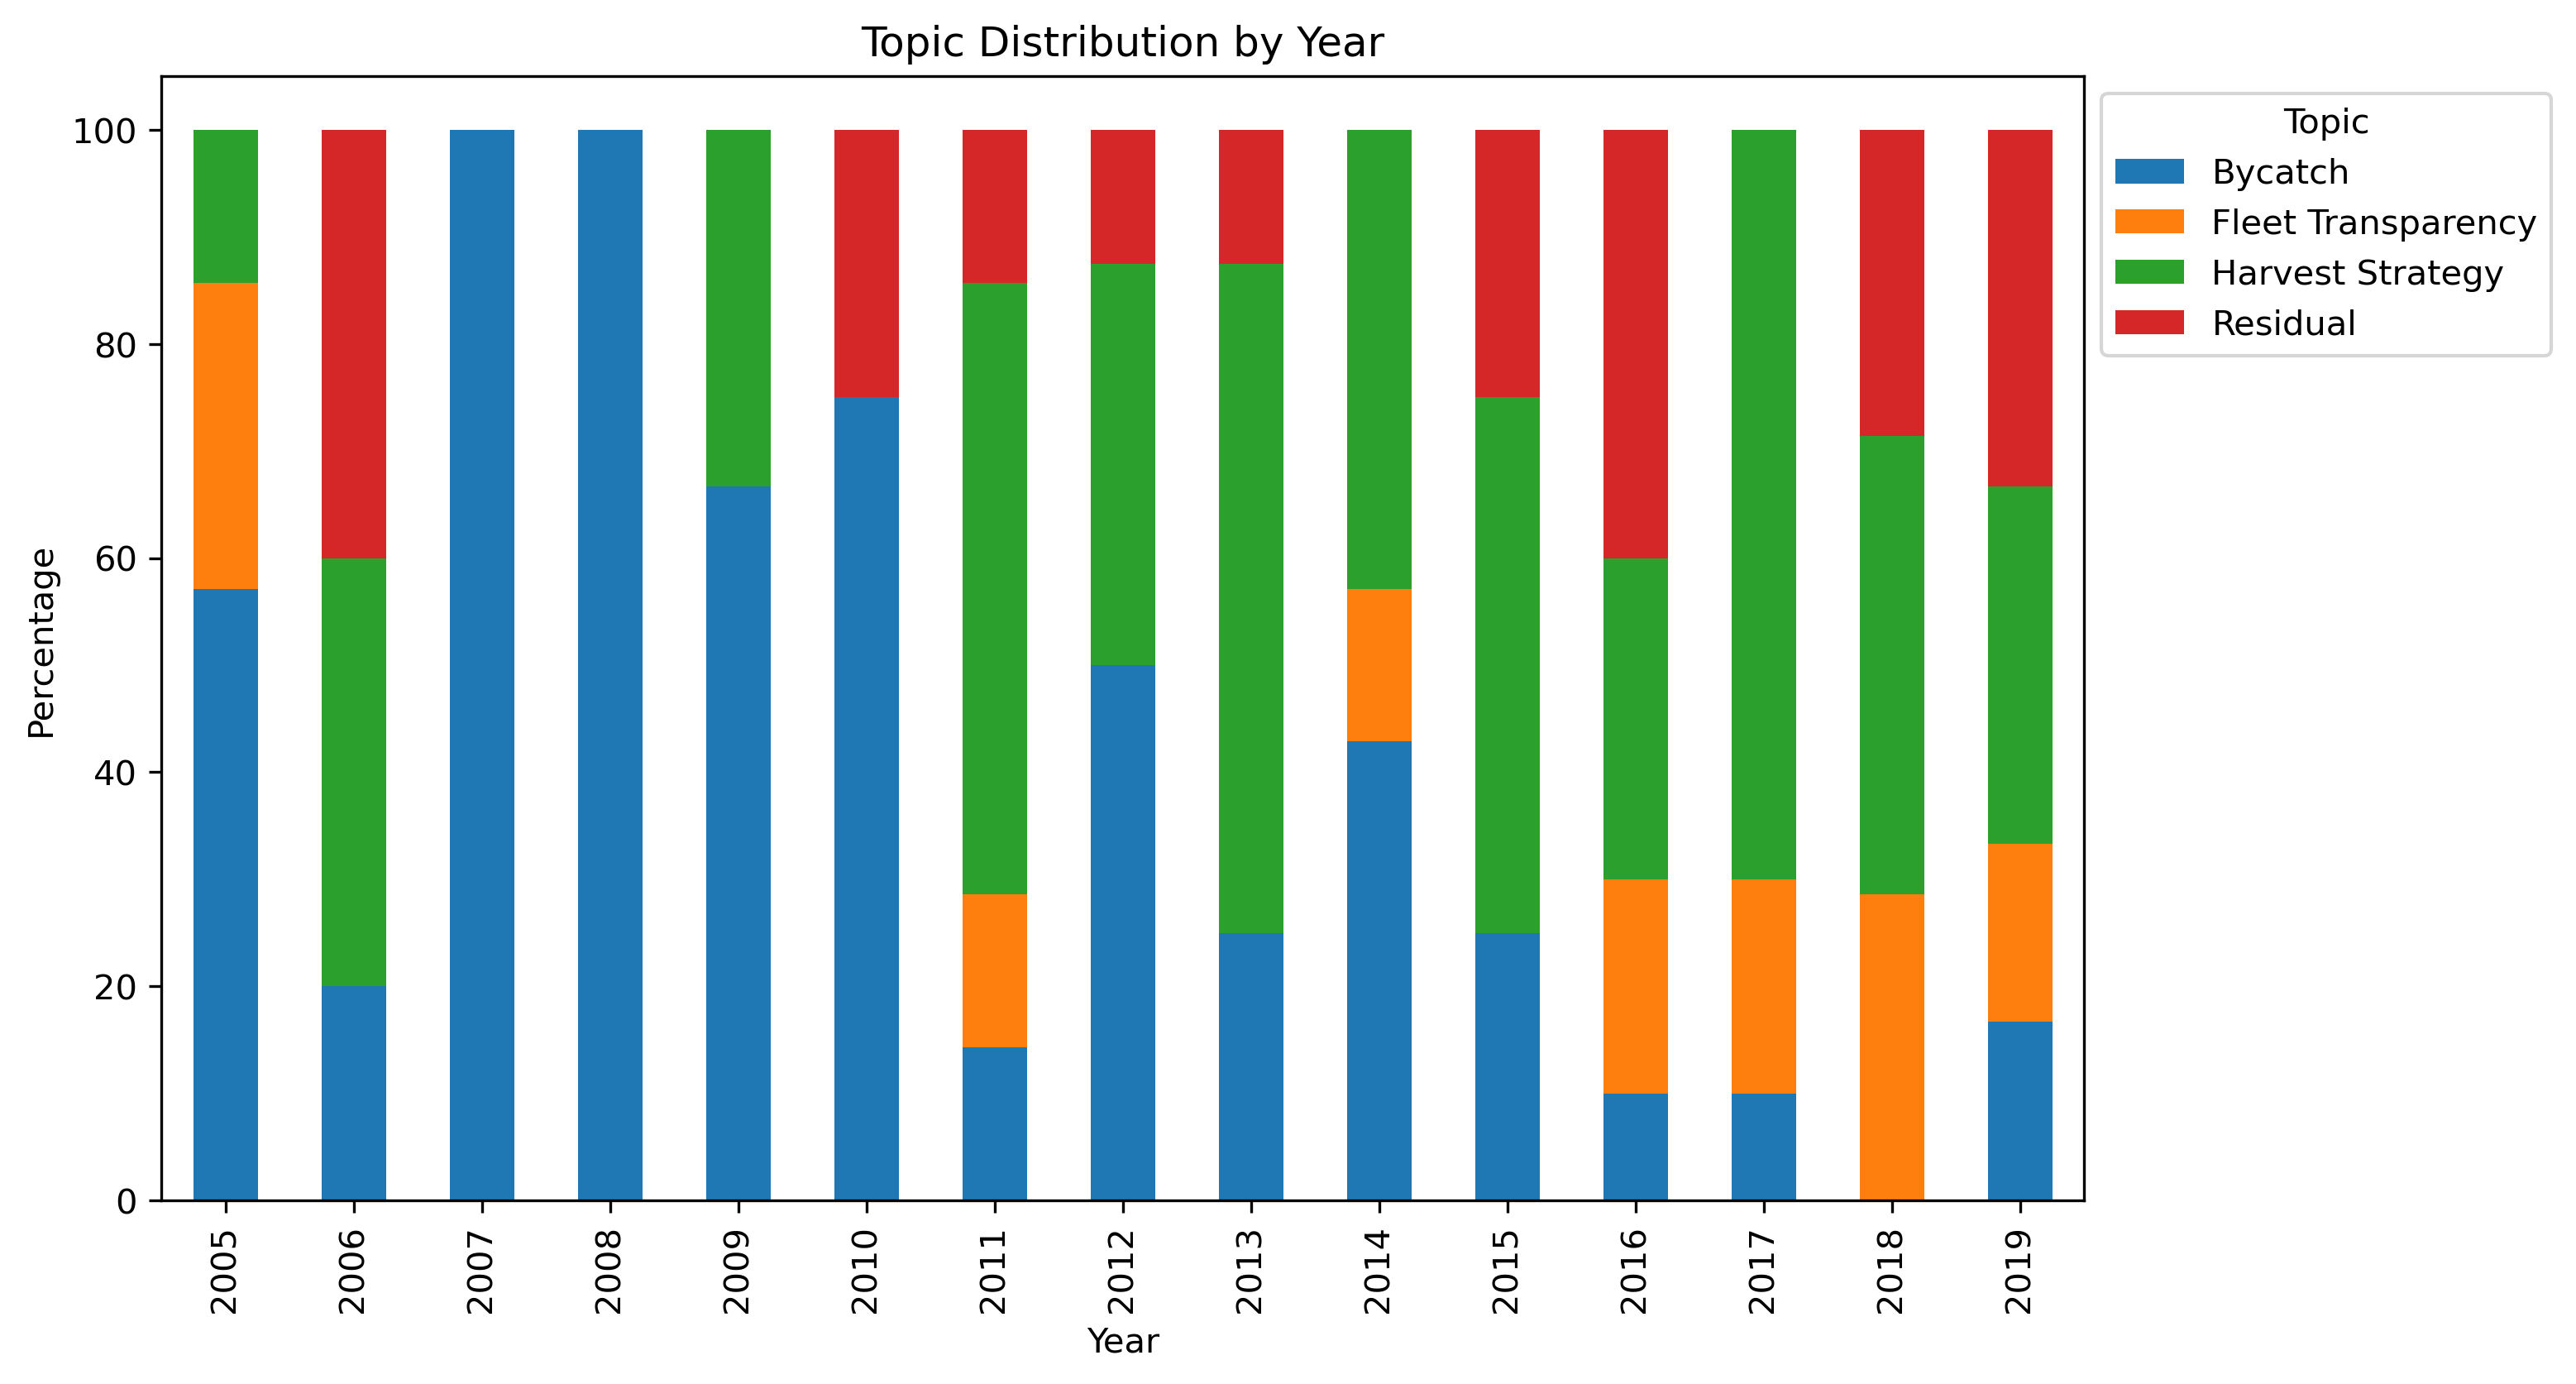 Topic Distribution by Year
Percentage
100
80
60
40
20
0
2005
2006
2007
2008
2009
2010
2011
2012
2013
2014
2015
2016
2017
2018
2019
Year
Topic
Bycatch
Fleet Transparency
Harvest Strategy
Residual